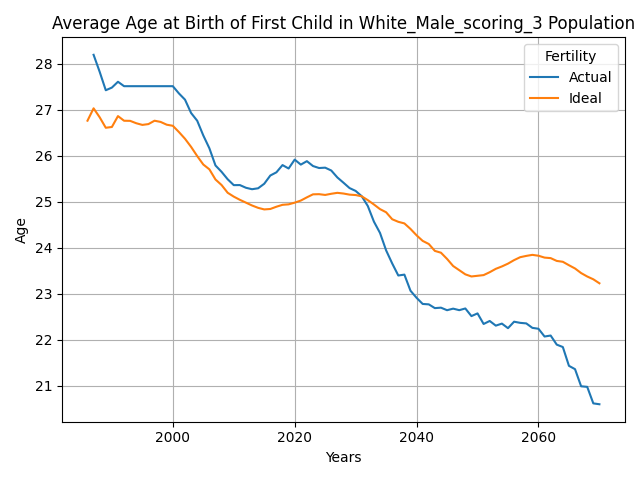 Average Age at Birth of First Child in White_Male_scoring_3 Population
Fertility
Actual
Ideal
Age
28
27
26
25
24
23
22
21
2000
2020
2040
2060
Years